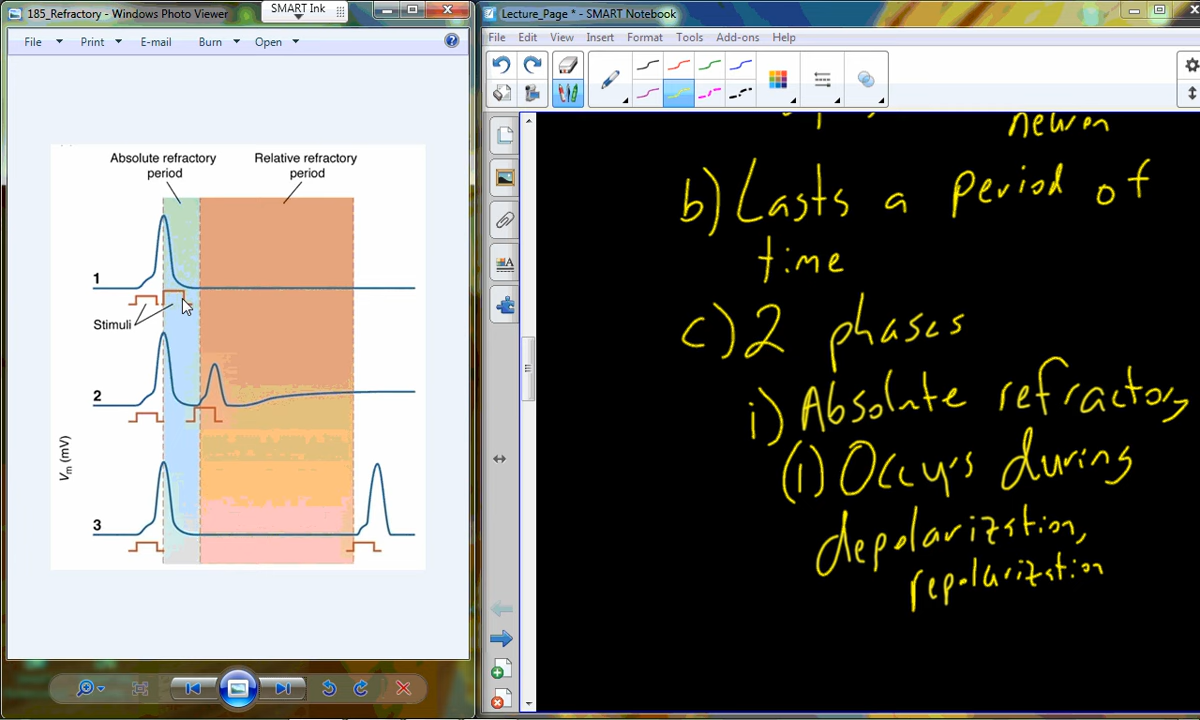 185_Refractory - Windows Photo Viewer
SMART Ink
File Print E-mail Burn Open
Absolute refractory period
Relative refractory period
1
Stimuli
2
Vm (mV)
3
Lecture_Page * - SMART Notebook
File Edit View Insert Format Tools Add-ons Help
neuron
b) Lasts a period of
time
c) 2 phases
i) Absolute refractory
(1) Occurs during
depolarization,
repolarization